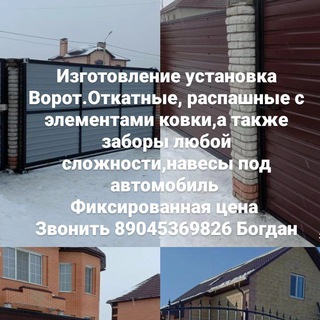 Изготовление установка
Ворот.Откатные, распашные с
элементами ковки,а также
заборы любой
сложности,навесы под
автомобиль
Фиксированная цена
Звонить 89045369826 Богдан